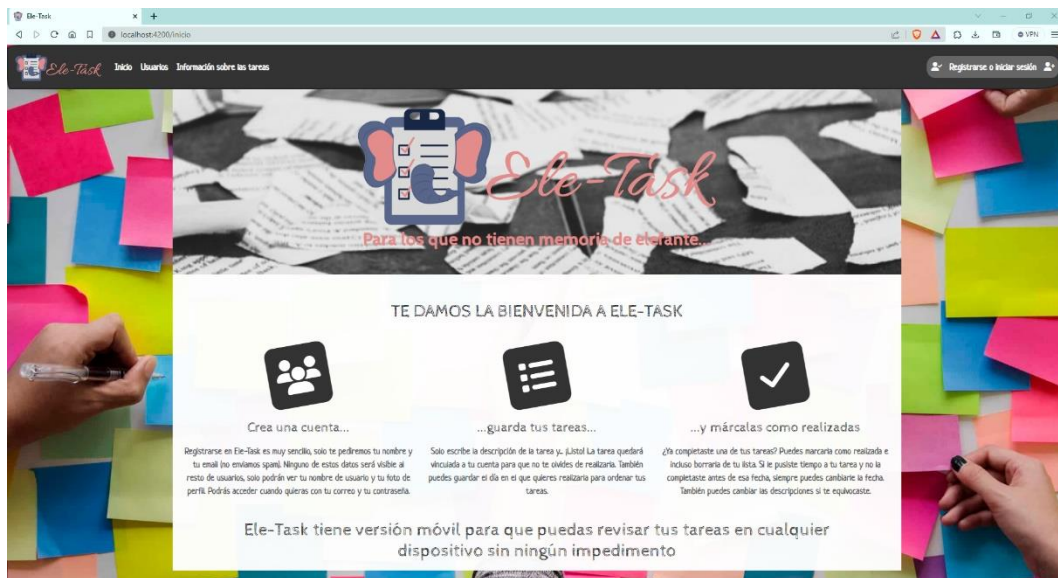 Ele-Task
localhost:4200/inicio
VPN
Ele-Task
Inicio Usuarios Información sobre las tareas
Registrarse o iniciar sesión
Ele-Task
Para los que no tienen memoria de elefante...
TE DAMOS LA BIENVENIDA A ELE-TASK
Crea una cuenta...
Registrarse en Ele-Task es muy sencillo, solo te pediremos tu nombre y
tu email (no enviamos spam). Ninguno de estos datos será visible al
resto de usuarios, solo podrán ver tu nombre de usuario y tu foto de
perfil. Podrás acceder cuando quieras con tu correo y tu contraseña.
...guarda tus tareas...
Solo escribe la descripción de la tarea y... ¡Listo! La tarea quedará
vinculada a tu cuenta para que no te olvides de realizarla. También
puedes guardar el día en el que quieres realizarla para ordenar tus
tareas.
...y márcalas como realizadas
¿Ya completaste una de tus tareas? Puedes marcarla como realizada e
incluso borrarla de tu lista. Si le pusiste tiempo a tu tarea y no la
completaste antes de esa fecha, siempre puedes cambiarle la fecha.
También puedes cambiar las descripciones si te equivocaste.
Ele-Task tiene versión móvil para que puedas revisar tus tareas en cualquier
dispositivo sin ningún impedimento